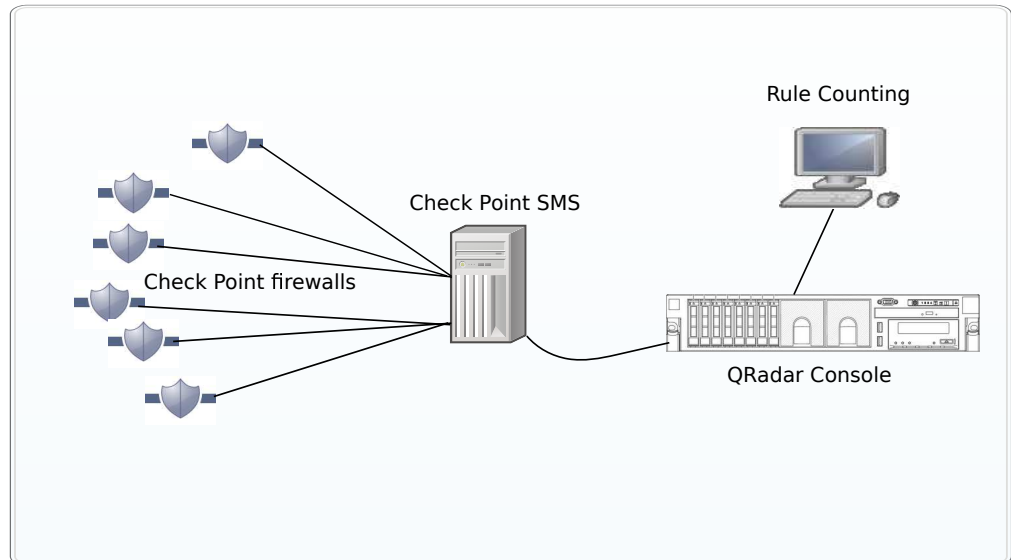 Rule Counting
Check Point SMS
Check Point firewalls
QRadar Console